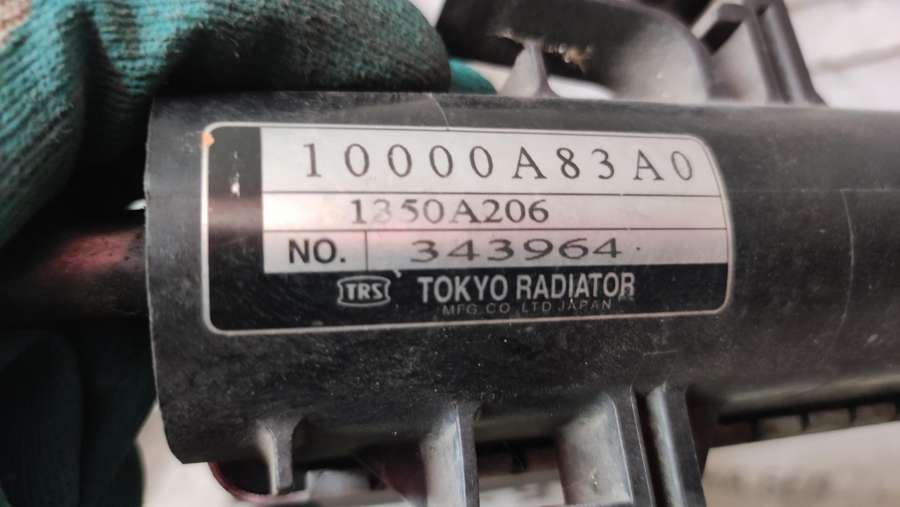 10000A83A0
1350A206
NO. 343964
TRS TOKYO RADIATOR
MFG.CO.,LTD.JAPAN